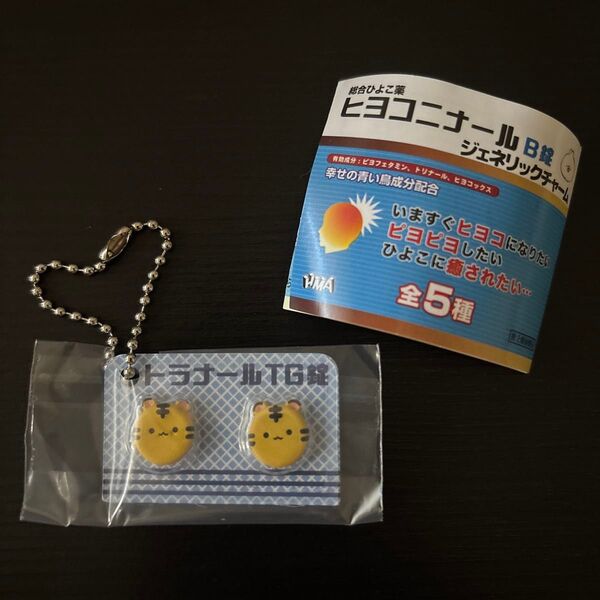 総合ひよこ薬
ヒヨコニナールB錠
ジェネリックチャーム
有効成分：ピヨフェタミン、トリナール、ヒヨコックス
幸せの青い鳥成分配合
いますぐヒヨコになりたい
ピヨピヨしたい
ひよこに癒されたい…
全5種
トラナールTG錠